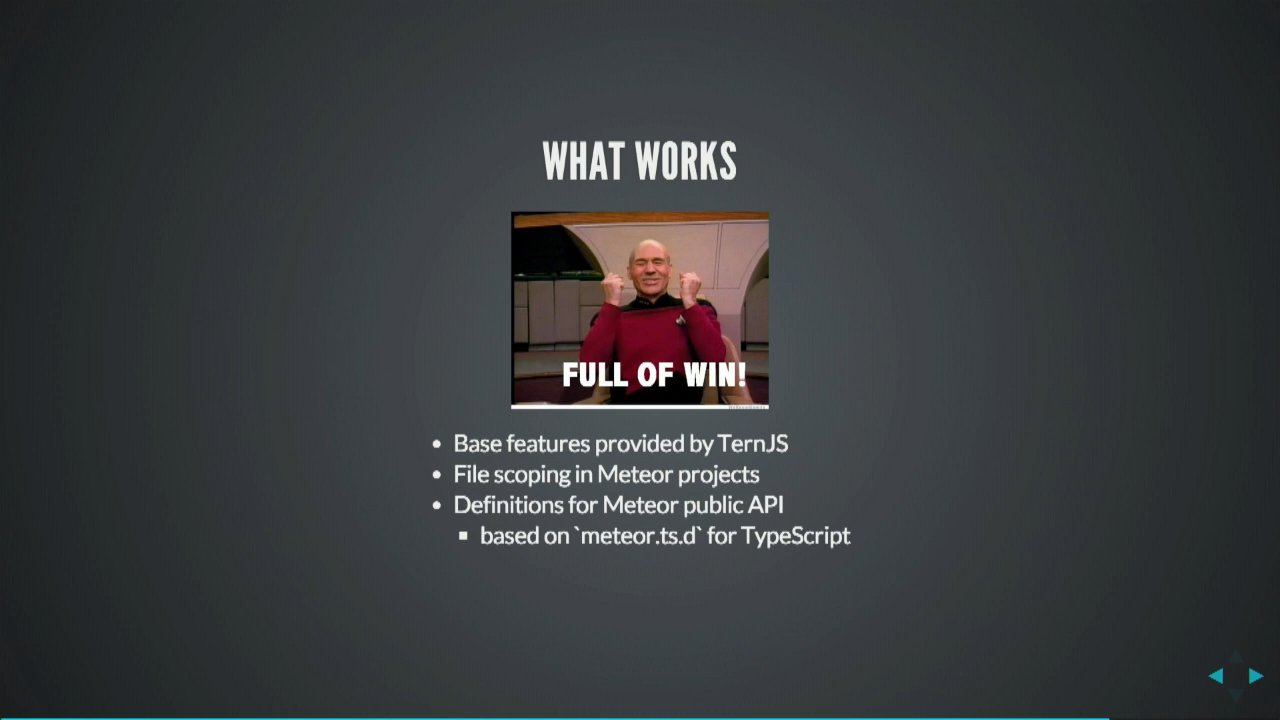 WHAT WORKS
FULL OF WIN!
Base features provided by TernJS
File scoping in Meteor projects
Definitions for Meteor public API
based on `meteor.ts.d` for TypeScript